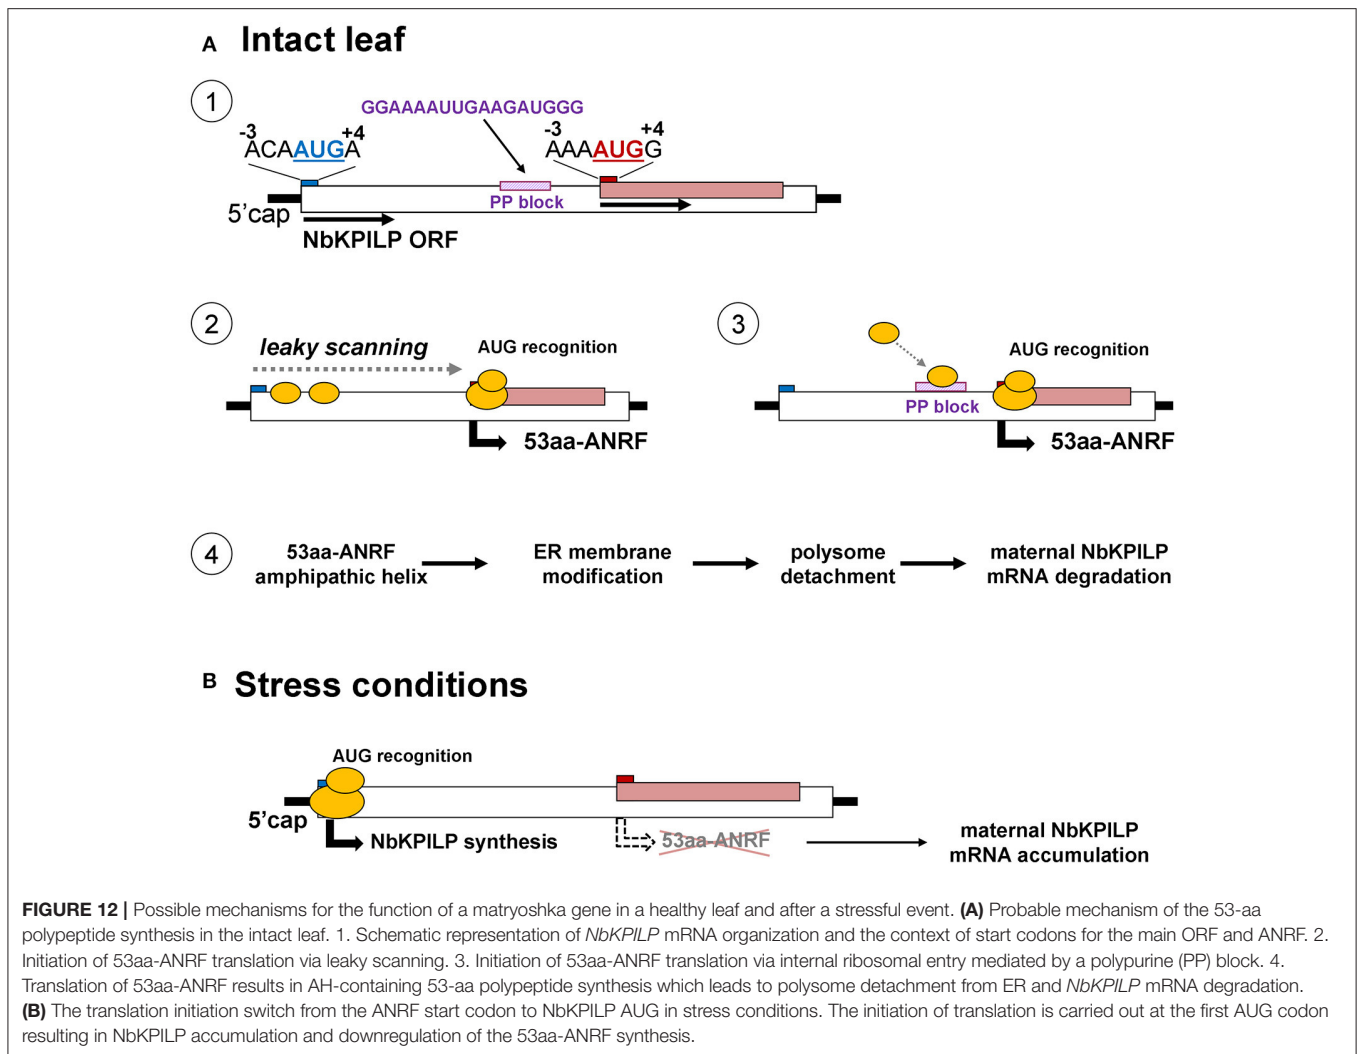 A Intact leaf
1
GGAAAAUUGAAGAUGGG
-3 +4
ACAAUGA
-3 +4
AAAAUGG
PP block
5'cap
NbKPILP ORF
2
leaky scanning
AUG recognition
53aa-ANRF
3
AUG recognition
PP block
53aa-ANRF
4
53aa-ANRF
amphipathic helix
ER membrane
modification
polysome
detachment
maternal NbKPILP
mRNA degradation
B Stress conditions
AUG recognition
5'cap
NbKPILP synthesis
53aa-ANRF
maternal NbKPILP
mRNA accumulation
FIGURE 12 | Possible mechanisms for the function of a matryoshka gene in a healthy leaf and after a stressful event. (A) Probable mechanism of the 53-aa
polypeptide synthesis in the intact leaf. 1. Schematic representation of NbKPILP mRNA organization and the context of start codons for the main ORF and ANRF. 2.
Initiation of 53aa-ANRF translation via leaky scanning. 3. Initiation of 53aa-ANRF translation via internal ribosomal entry mediated by a polypurine (PP) block. 4.
Translation of 53aa-ANRF results in AH-containing 53-aa polypeptide synthesis which leads to polysome detachment from ER and NbKPILP mRNA degradation.
(B) The translation initiation switch from the ANRF start codon to NbKPILP AUG in stress conditions. The initiation of translation is carried out at the first AUG codon
resulting in NbKPILP accumulation and downregulation of the 53aa-ANRF synthesis.